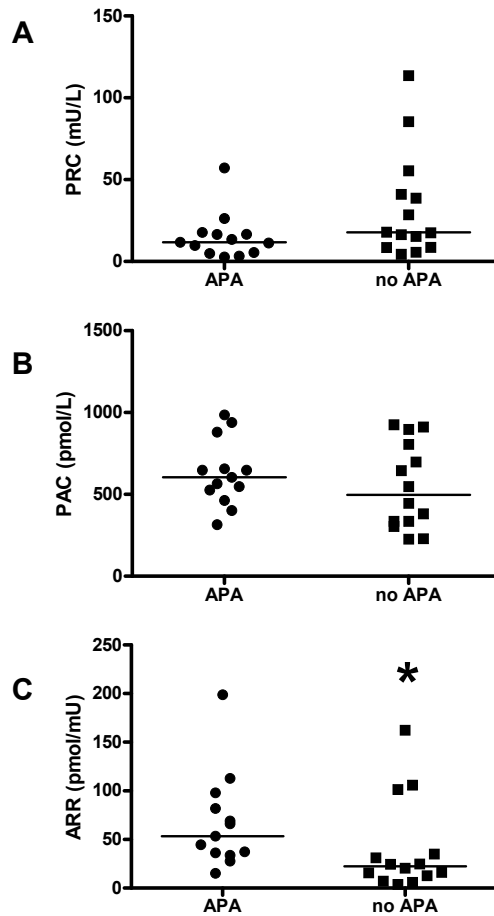 A
PRC (mU/L)
150
100
50
0
APA no APA
B
PAC (pmol/L)
1500
1000
500
0
APA no APA
C
ARR (pmol/mU)
250
200
150
100
50
0
*
APA no APA